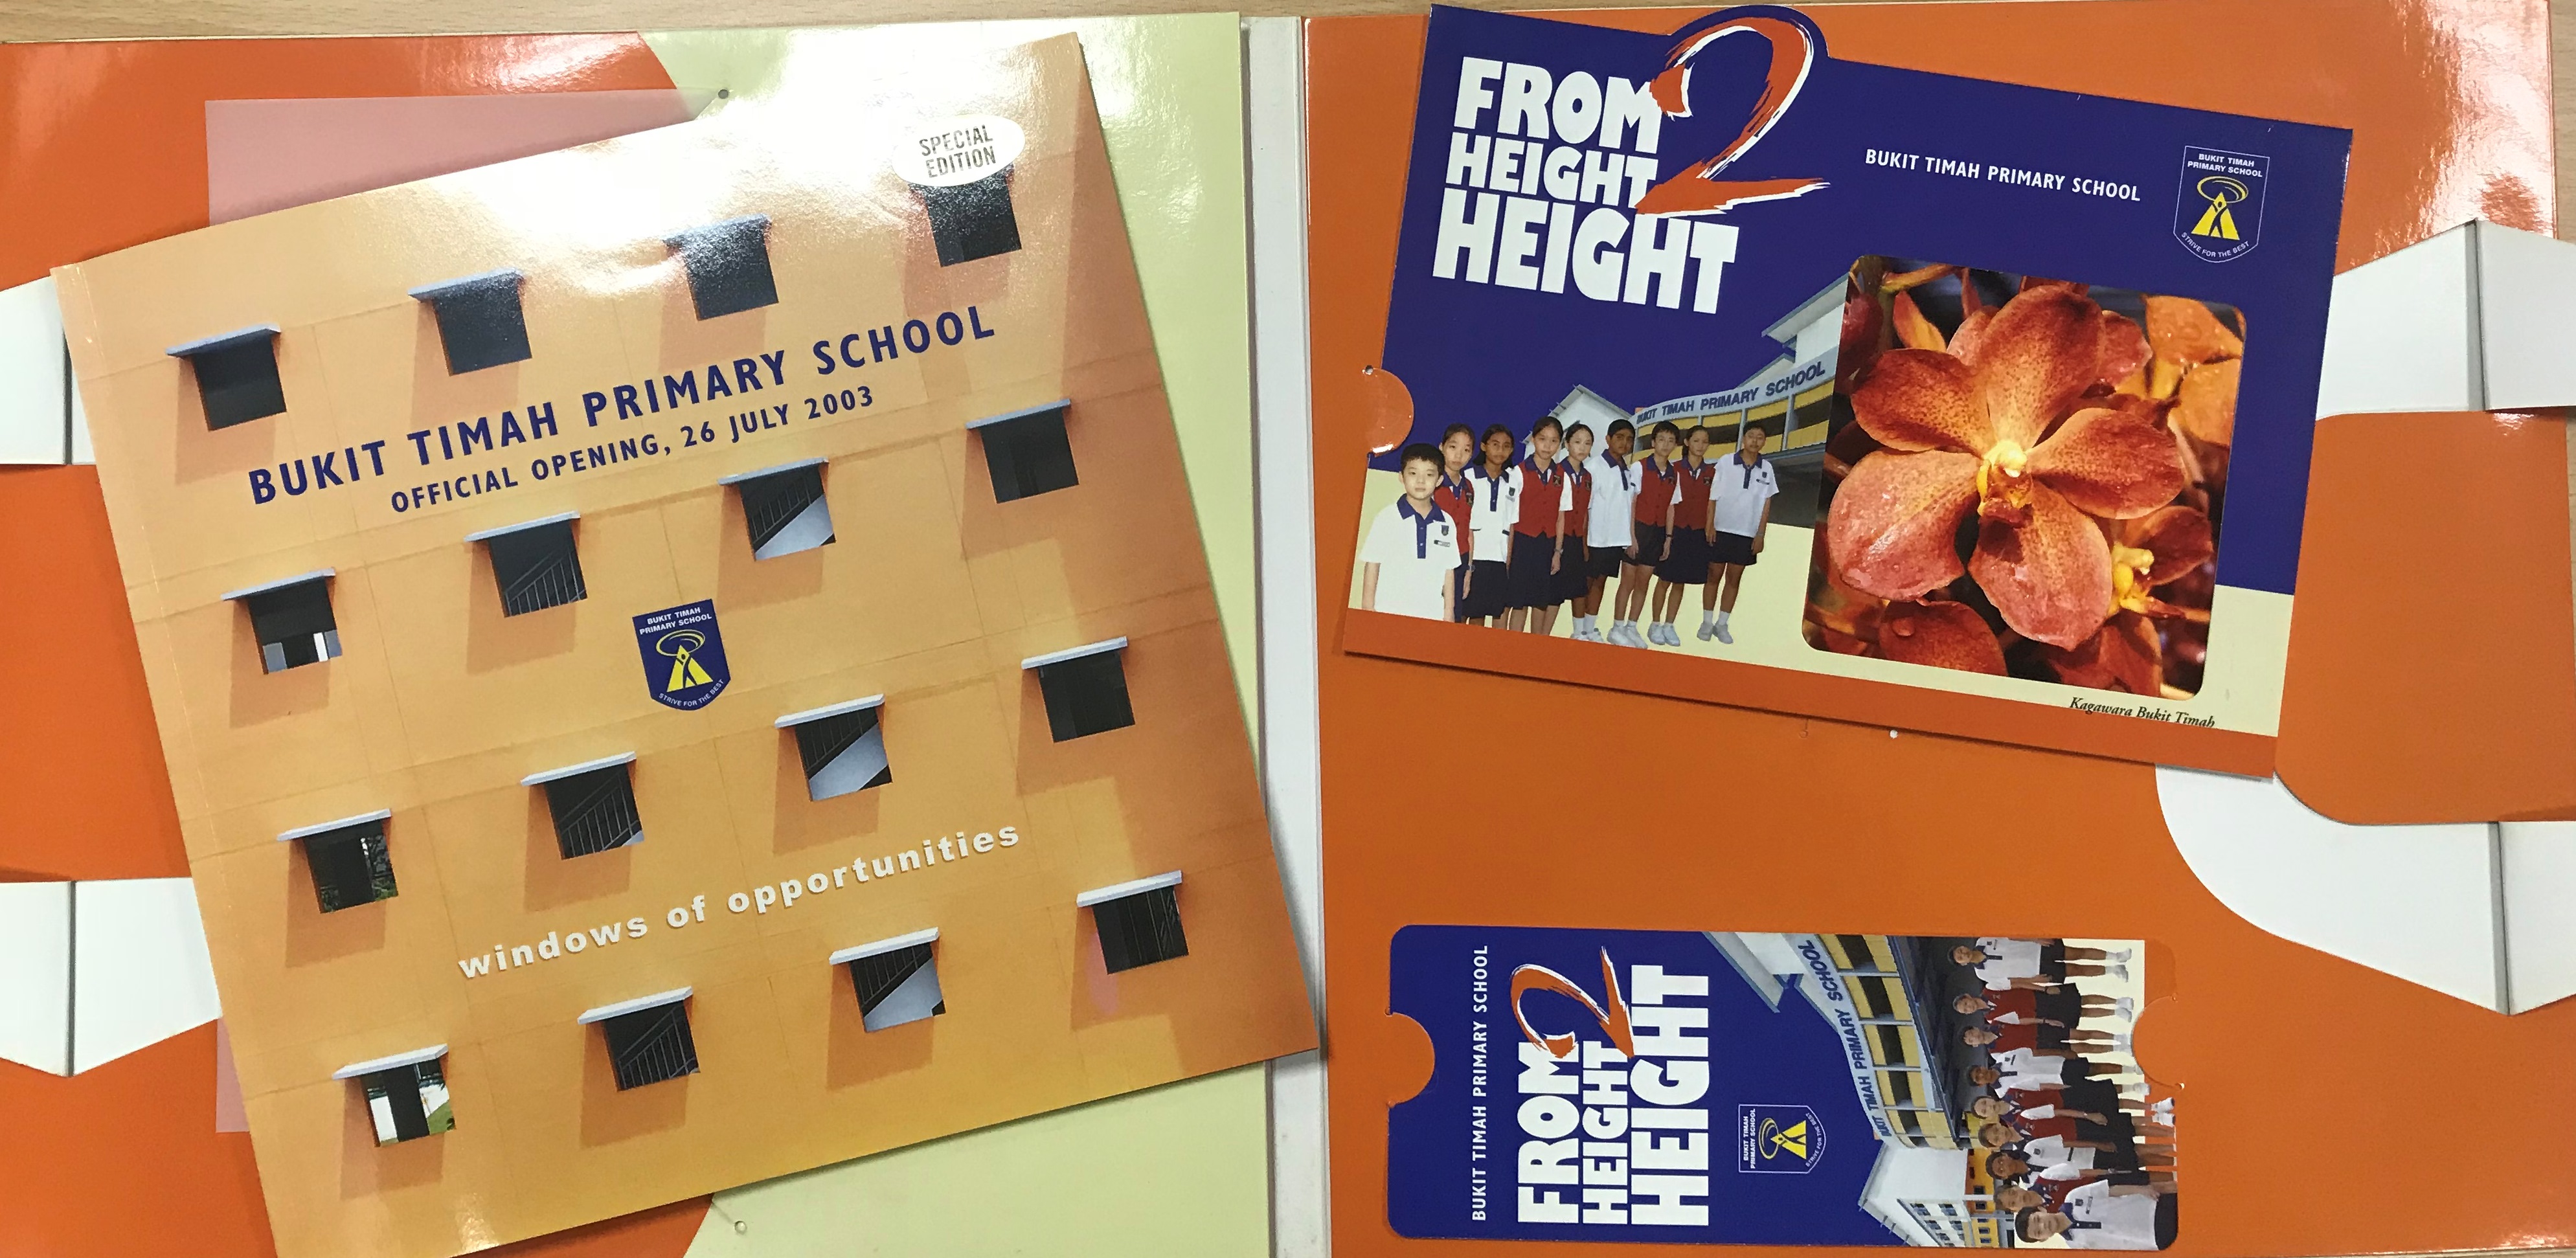 BUKIT TIMAH
PRIMARY SCHOOL
STRIVE FOR THE BEST
BUKIT TIMAH PRIMARY SCHOOL
FROM
HEIGHT
2
HEIGHT
BUKIT TIMAH PRIMARY SCHOOL
Kagawara Bukit Timah
BUKIT TIMAH PRIMARY SCHOOL
FROM
HEIGHT
2
HEIGHT
BUKIT TIMAH
PRIMARY SCHOOL
STRIVE FOR THE BEST
BUKIT TIMAH PRIMARY SCHOOL
SPECIAL
EDITION
BUKIT TIMAH PRIMARY SCHOOL
OFFICIAL OPENING, 26 JULY 2003
BUKIT TIMAH
PRIMARY SCHOOL
STRIVE FOR THE BEST
windows of opportunities